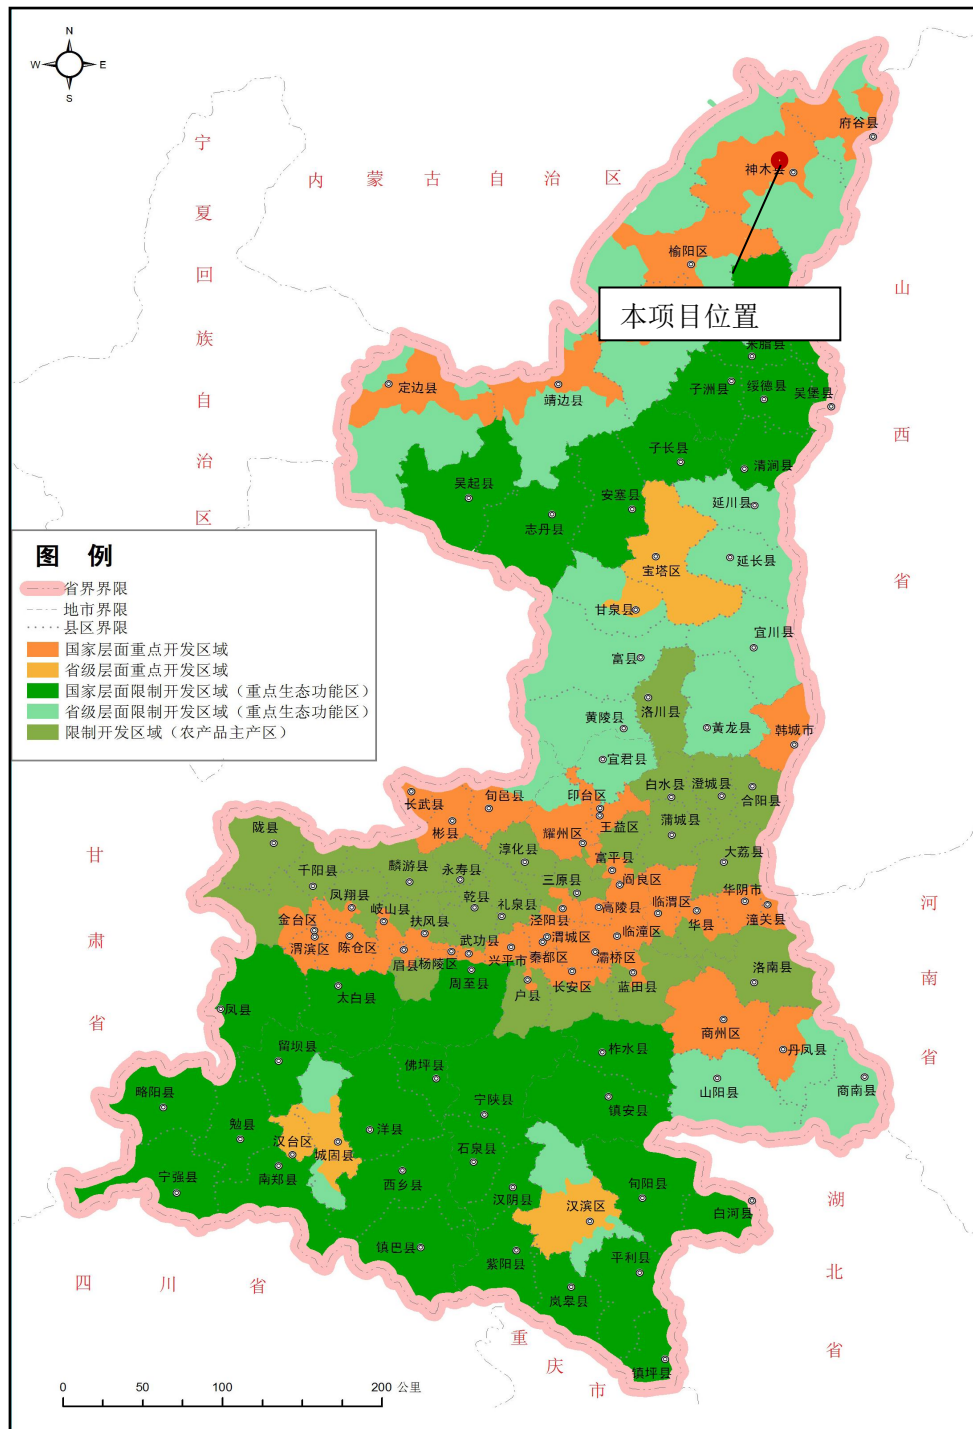 N
W
E
S
宁夏回族自治区
内蒙古自治区
山西省
府谷县
神木县
榆阳区
本项目位置
米脂县
定边县
靖边县
子洲县
绥德县
吴堡县
子长县
清涧县
吴起县
安塞县
延川县
志丹县
宝塔区
延长县
甘泉县
宜川县
富县
洛川县
黄陵县
黄龙县
韩城市
宜君县
图 例
省界界限
地市界限
县区界限
国家层面重点开发区域
省级层面重点开发区域
国家层面限制开发区域（重点生态功能区）
省级层面限制开发区域（重点生态功能区）
限制开发区域（农产品主产区）
长武县
旬邑县
印台区
白水县
澄城县
合阳县
彬县
耀州区
王益区
蒲城县
陇县
淳化县
富平县
大荔县
千阳县
麟游县
永寿县
三原县
阎良区
凤翔县
乾县
礼泉县
泾阳县
高陵县
临渭区
华县
华阴市
潼关县
金台区
岐山县
扶风县
渭滨区
陈仓区
眉县
杨陵区
武功县
兴平市
秦都区
渭城区
灞桥区
临潼区
周至县
户县
长安区
蓝田县
洛南县
太白县
凤县
商州区
丹凤县
留坝县
佛坪县
柞水县
山阳县
商南县
略阳县
宁陕县
镇安县
勉县
汉台区
城固县
洋县
石泉县
宁强县
南郑县
西乡县
汉阴县
汉滨区
旬阳县
白河县
镇巴县
紫阳县
平利县
岚皋县
镇坪县
甘肃省
河南省
湖北省
四川省
重庆市
0 50 100 200 公里